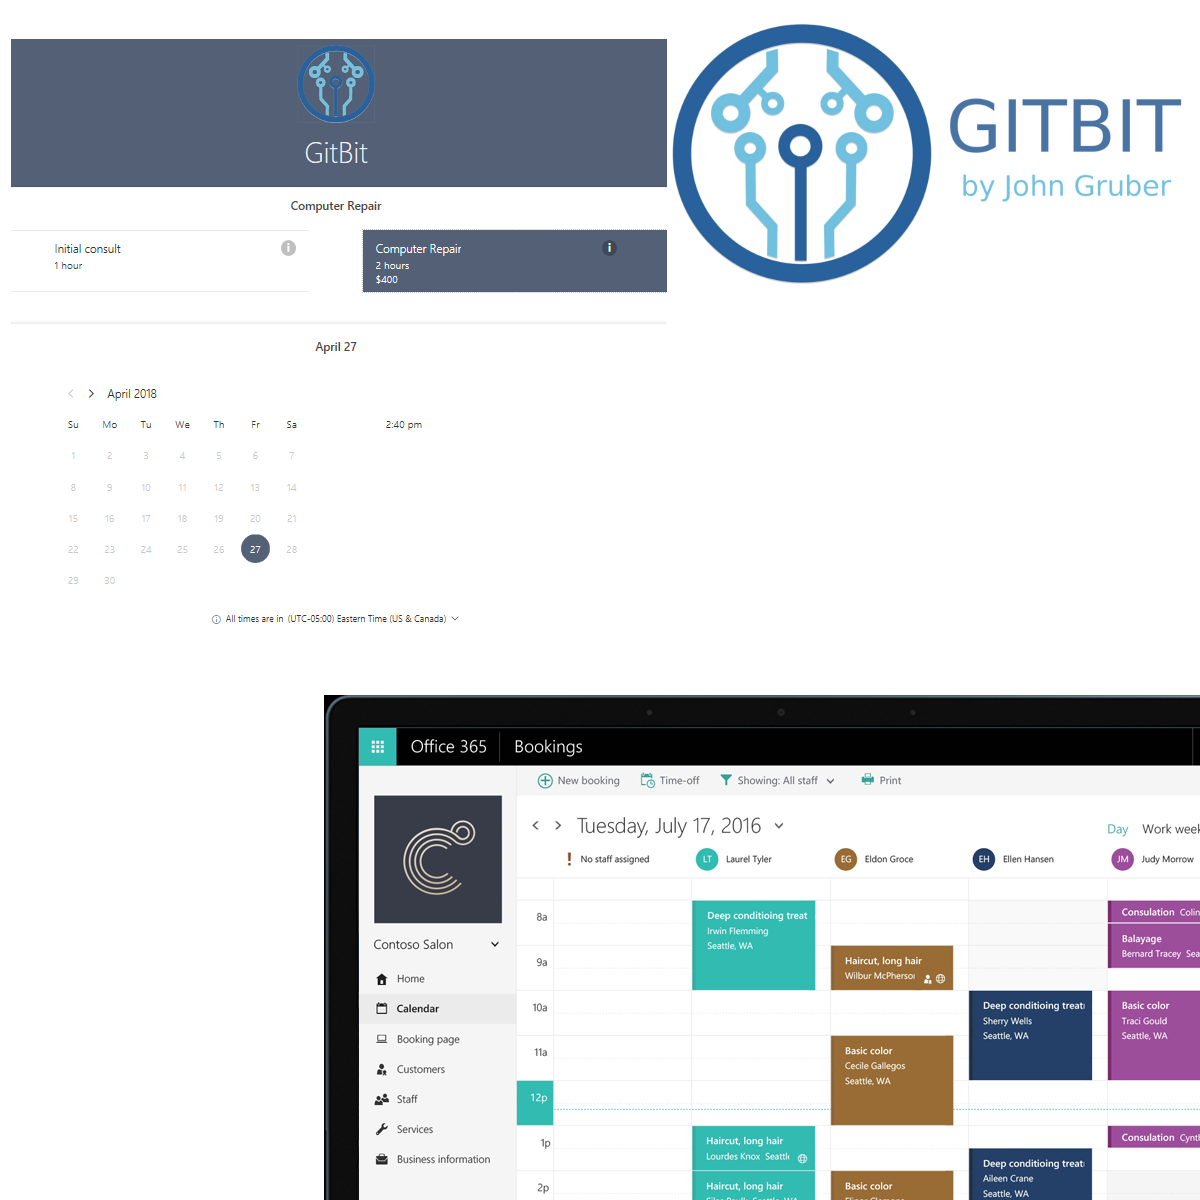 GitBit
GITBIT
by John Gruber
Computer Repair
Initial consult
1 hour
Computer Repair
2 hours
$400
April 27
April 2018
Su Mo Tu We Th Fr Sa
2:40 pm
1 2 3 4 5 6 7
8 9 10 11 12 13 14
15 16 17 18 19 20 21
22 23 24 25 26 27 28
29 30
All times are in (UTC-05:00) Eastern Time (US & Canada)
Office 365 Bookings
New booking Time-off Showing: All staff Print
Contoso Salon
Home
Calendar
Booking page
Customers
Staff
Services
Business information
Tuesday, July 17, 2016
Day Work week
No staff assigned
LT Laurel Tyler
EG Eldon Groce
EH Ellen Hansen
JM Judy Morrow
8a
9a
10a
11a
12p
1p
2p
Deep conditioing treat
Irwin Flemming
Seattle, WA
Haircut, long hair
Lourdes Knox Seattle
Haircut, long hair
Haircut, long hair
Wilbur McPherson
Basic color
Cecile Gallegos
Seattle, WA
Basic color
Deep conditioing treat
Sherry Wells
Seattle, WA
Deep conditioing treat
Aileen Crane
Seattle, WA
Consulation Colin
Balayage
Bernard Tracey Sea
Basic color
Traci Gould
Seattle, WA
Consulation Cynth